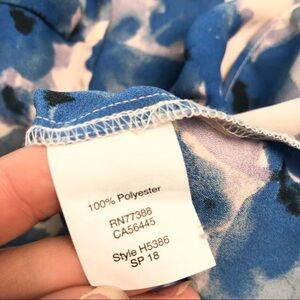 100% Polyester
RN77388
CA56445
Style H5386
SP 18